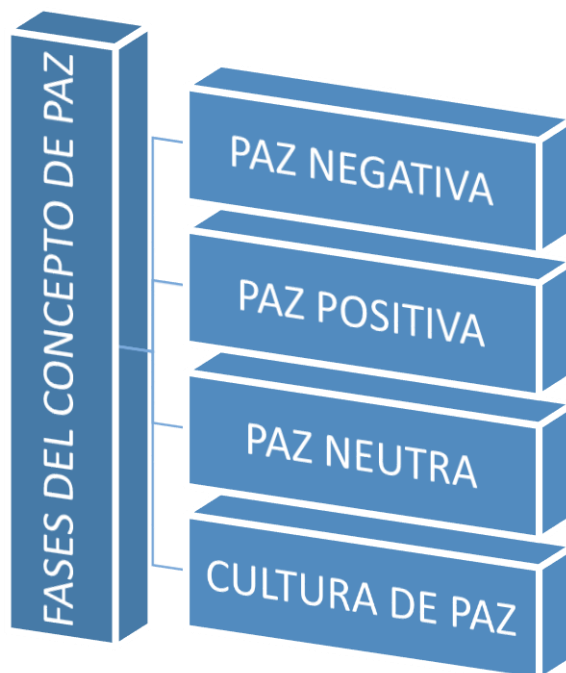 FASES DEL CONCEPTO DE PAZ
PAZ NEGATIVA
PAZ POSITIVA
PAZ NEUTRA
CULTURA DE PAZ